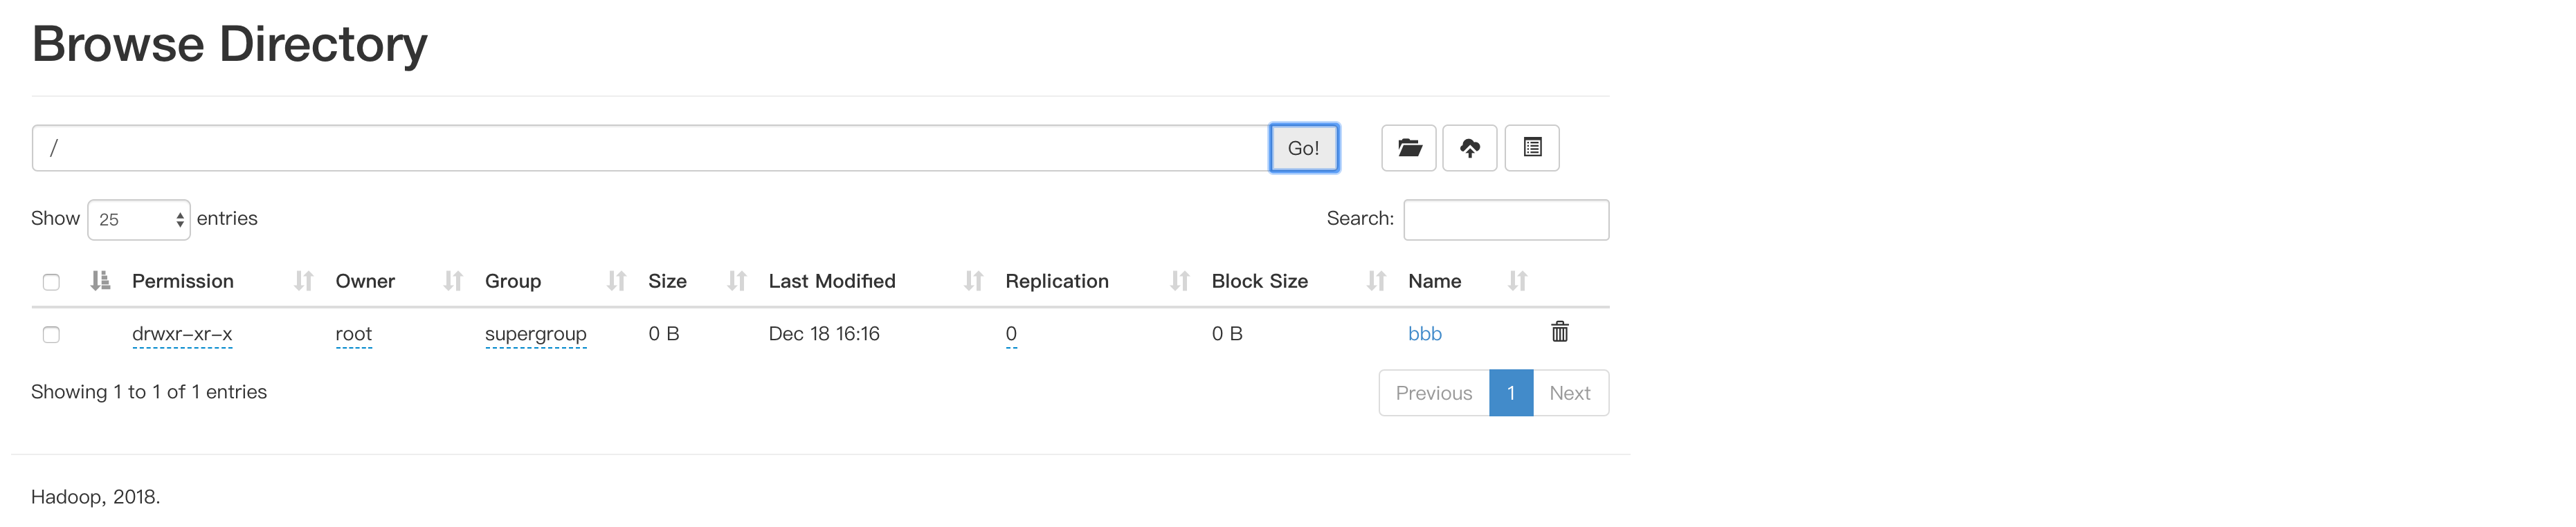 Browse Directory
/ Go!
Show 25 entries Search:
Permission Owner Group Size Last Modified Replication Block Size Name
drwxr-xr-x root supergroup 0 B Dec 18 16:16 0 0 B bbb
Showing 1 to 1 of 1 entries Previous 1 Next
Hadoop, 2018.